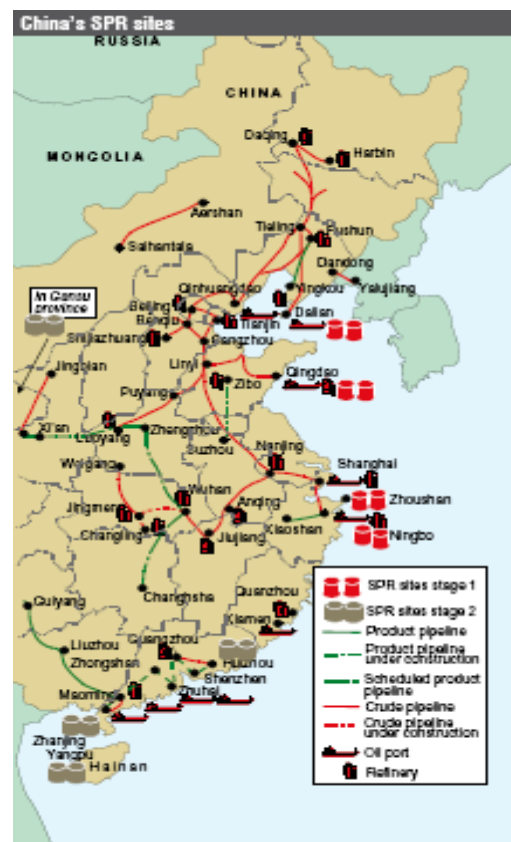 China's SPR sites
RUSSIA
CHINA
MONGOLIA
Daqing
Harbin
Aershan
Saihentala
Tieling
Fushun
Dandong
Yalujiang
Yingkou
Dalian
Qinhuangdao
Beijing
Tianjin
Cangzhou
In Gansu
province
Shijiazhuang
Linyi
Jingbian
Qingdao
Puyang
Zibo
Xi'an
Luoyang
Zhengzhou
Suzhou
Nanjing
Shanghai
Zhoushan
Ningbo
Xiaoshan
Weigang
Wuhan
Anqing
Jingmen
Changling
Jiujiang
Changsha
Quanzhou
Xiamen
Guiyang
Liuzhou
Zhongshan
Guangzhou
Huizhou
Shenzhen
Zhuhai
Maoming
Zhanjing
Yangpu
Hainan
SPR sites stage 1
SPR sites stage 2
Product pipeline
Product pipeline
under construction
Scheduled product
pipeline
Crude pipeline
Crude pipeline
under construction
Oil port
Refinery